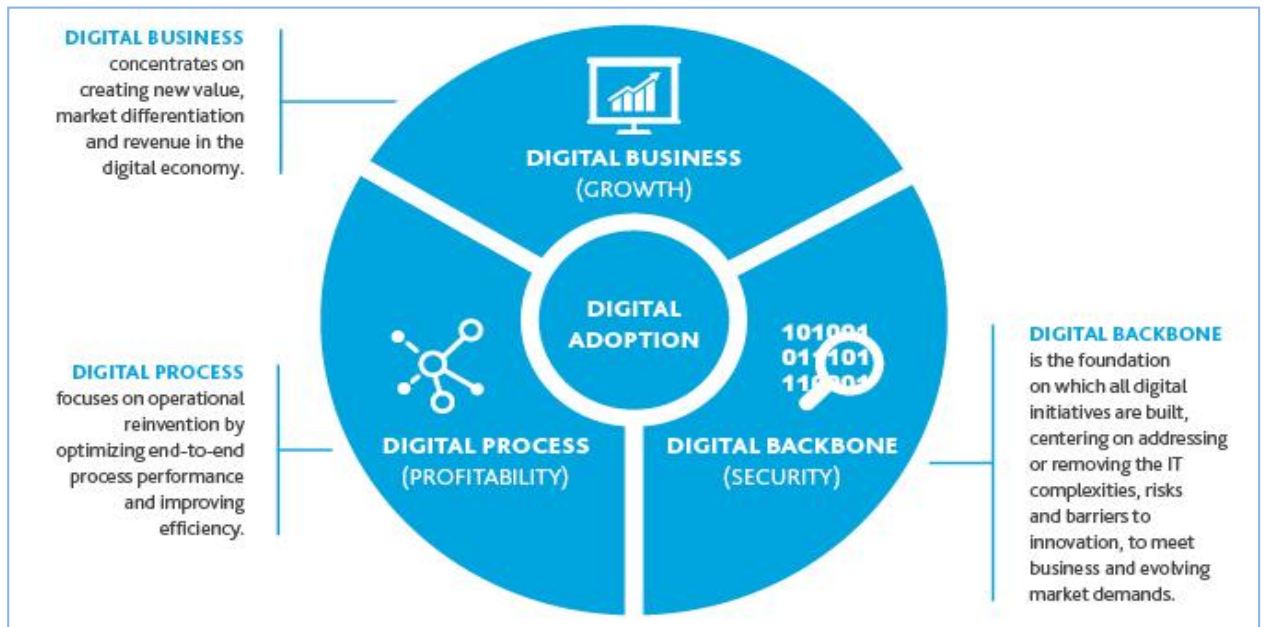 DIGITAL BUSINESS
concentrates on
creating new value,
market differentiation
and revenue in the
digital economy.
DIGITAL BUSINESS
(GROWTH)
DIGITAL
ADOPTION
DIGITAL PROCESS
focuses on operational
reinvention by
optimizing end-to-end
process performance
and improving
efficiency.
DIGITAL PROCESS
(PROFITABILITY)
101001
011101
110001
DIGITAL BACKBONE
(SECURITY)
DIGITAL BACKBONE
is the foundation
on which all digital
initiatives are built,
centering on addressing
or removing the IT
complexities, risks
and barriers to
innovation, to meet
business and evolving
market demands.